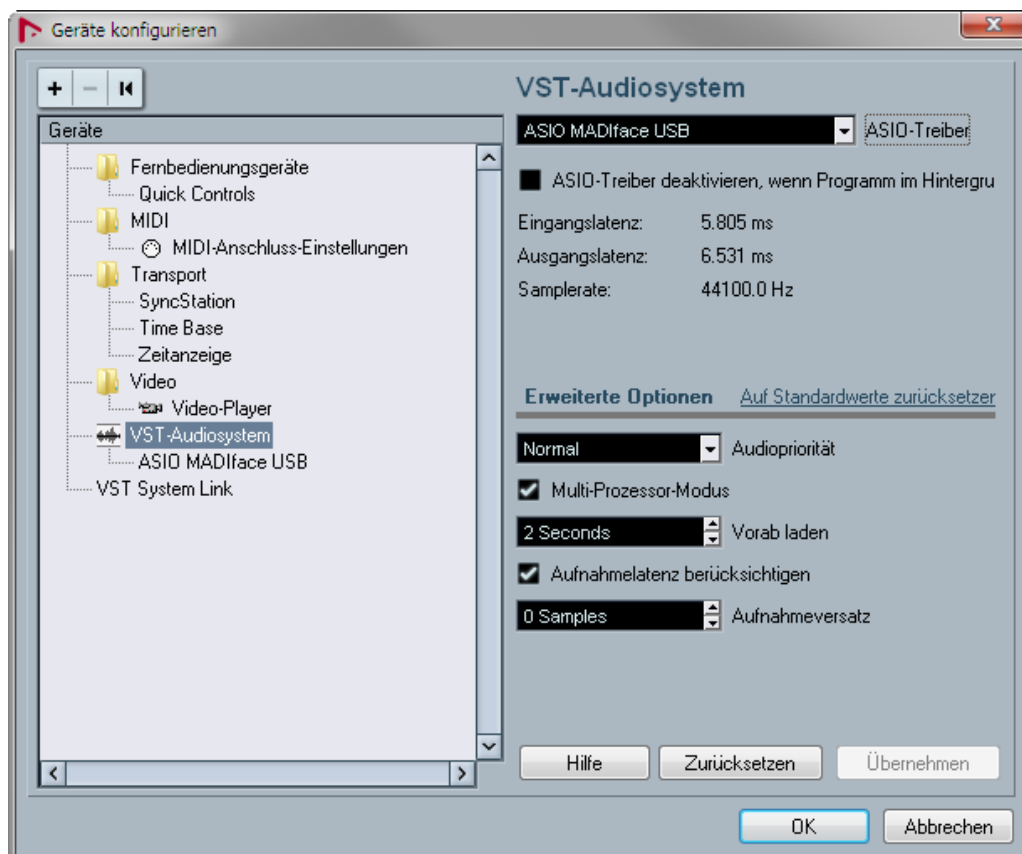 Geräte konfigurieren
Geräte
Fernbedienungsgeräte
Quick Controls
MIDI
MIDI-Anschluss-Einstellungen
Transport
SyncStation
Time Base
Zeitanzeige
Video
Video-Player
VST-Audiosystem
ASIO MADIface USB
VST System Link
VST-Audiosystem
ASIO MADIface USB ASIO-Treiber
ASIO-Treiber deaktivieren, wenn Programm im Hintergru
Eingangslatenz: 5.805 ms
Ausgangslatenz: 6.531 ms
Samplerate: 44100.0 Hz
Erweiterte Optionen Auf Standardwerte zurücksetzer
Normal Audiopriorität
Multi-Prozessor-Modus
2 Seconds Vorab laden
Aufnahmelatenz berücksichtigen
0 Samples Aufnahmeversatz
Hilfe Zurücksetzen Übernehmen
OK Abbrechen